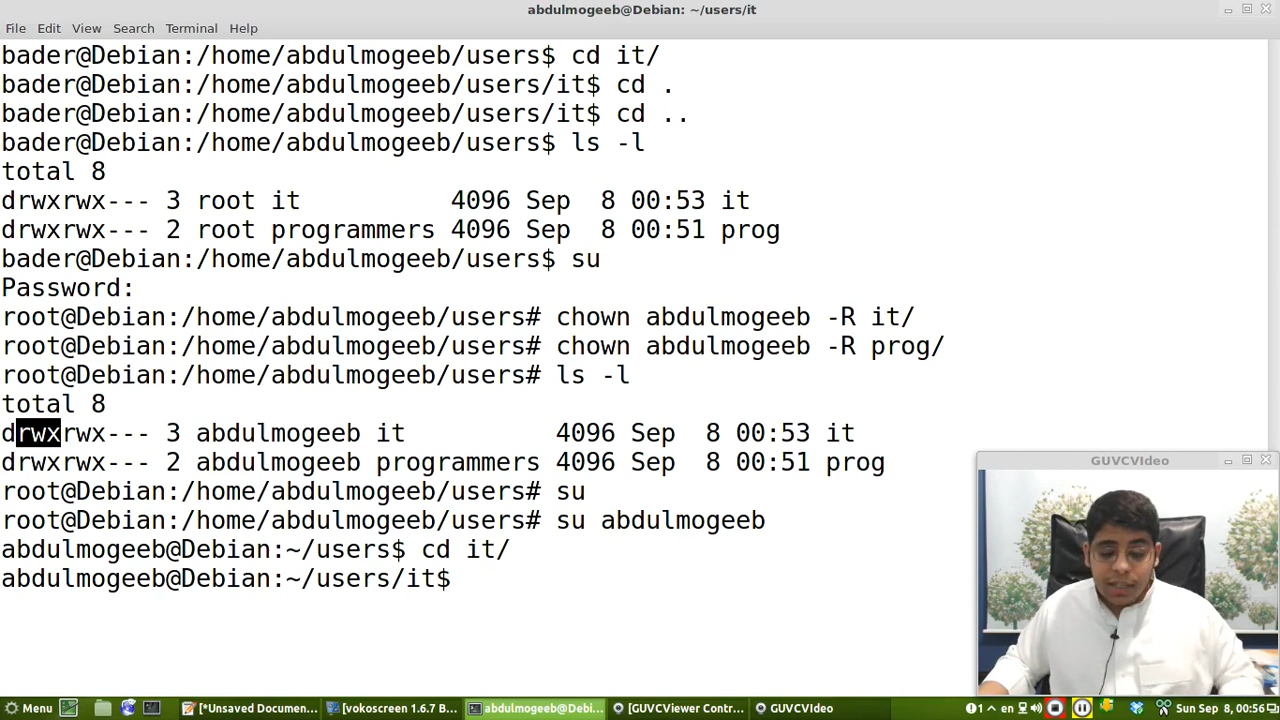 abdulmogeeb@Debian: ~/users/it
File Edit View Search Terminal Help
bader@Debian:/home/abdulmogeeb/users$ cd it/
bader@Debian:/home/abdulmogeeb/users/it$ cd .
bader@Debian:/home/abdulmogeeb/users/it$ cd ..
bader@Debian:/home/abdulmogeeb/users$ ls -l
total 8
drwxrwx--- 3 root it          4096 Sep  8 00:53 it
drwxrwx--- 2 root programmers 4096 Sep  8 00:51 prog
bader@Debian:/home/abdulmogeeb/users$ su
Password:
root@Debian:/home/abdulmogeeb/users# chown abdulmogeeb -R it/
root@Debian:/home/abdulmogeeb/users# chown abdulmogeeb -R prog/
root@Debian:/home/abdulmogeeb/users# ls -l
total 8
drwxrwx--- 3 abdulmogeeb it          4096 Sep  8 00:53 it
drwxrwx--- 2 abdulmogeeb programmers 4096 Sep  8 00:51 prog
root@Debian:/home/abdulmogeeb/users# su
root@Debian:/home/abdulmogeeb/users# su abdulmogeeb
abdulmogeeb@Debian:~/users$ cd it/
abdulmogeeb@Debian:~/users/it$
GUVCVIdeo
Menu [*Unsaved Documen... [vokoscreen 1.6.7 B... abdulmogeeb@Debi... [GUVCViewer Contr... GUVCVIdeo 1 en Sun Sep 8, 00:56